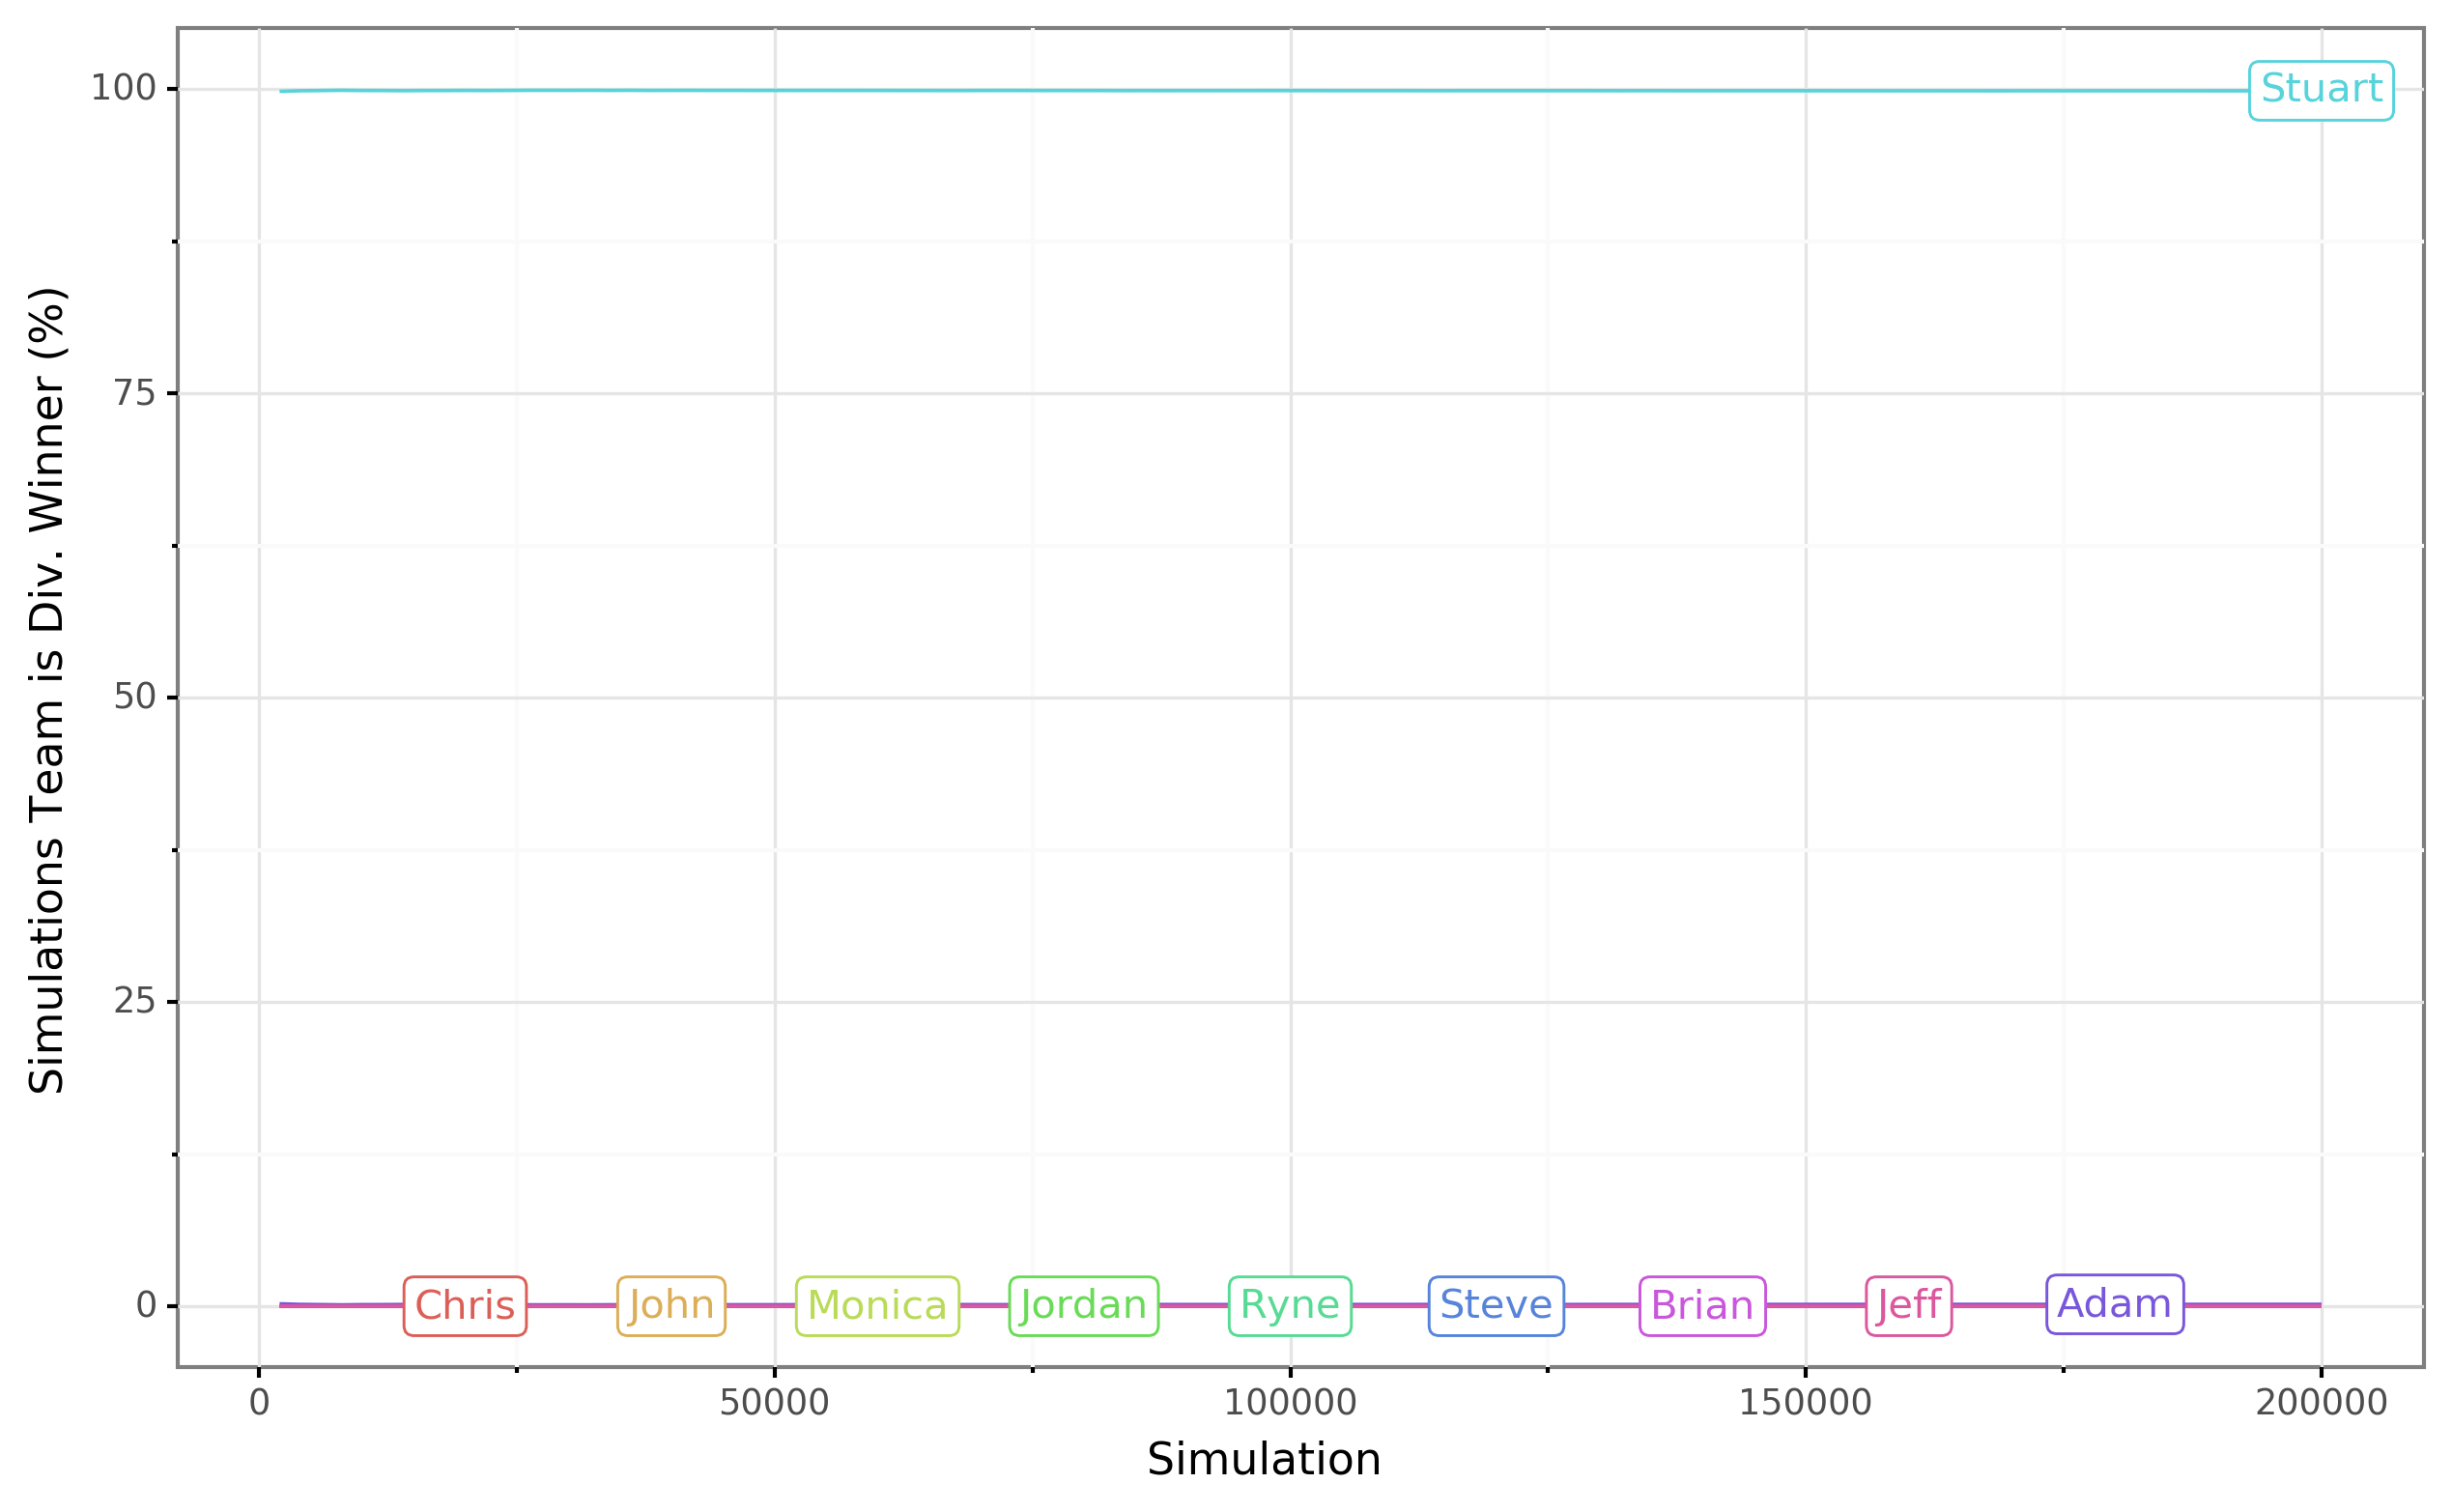 Simulations Team is Div. Winner (%)
100
75
50
25
0
Stuart
Chris
John
Monica
Jordan
Ryne
Steve
Brian
Jeff
Adam
0
50000
100000
150000
200000
Simulation